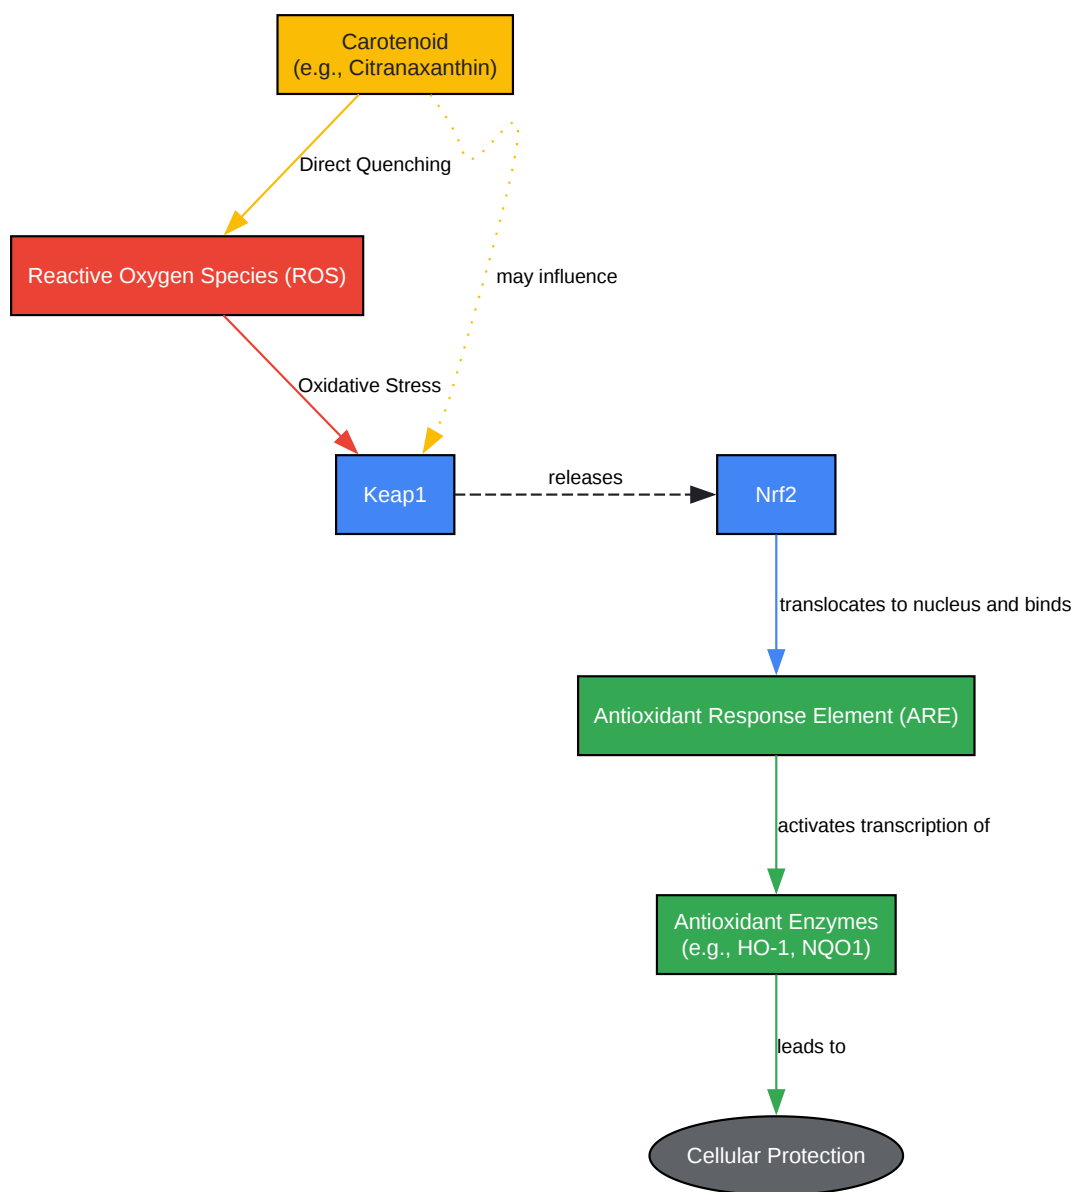 Carotenoid
(e.g., Citranaxanthin)
Direct Quenching
Reactive Oxygen Species (ROS)
may influence
Oxidative Stress
Keap1
releases
Nrf2
translocates to nucleus and binds
Antioxidant Response Element (ARE)
activates transcription of
Antioxidant Enzymes
(e.g., HO-1, NQO1)
leads to
Cellular Protection